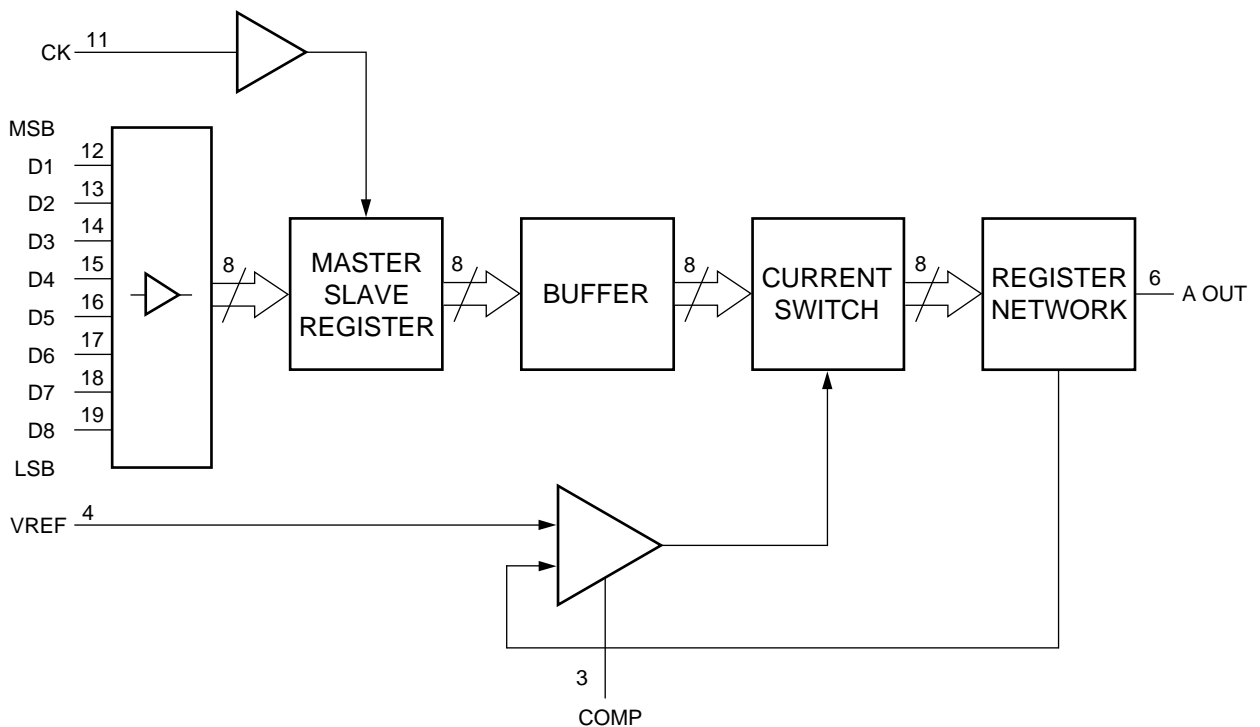 CK 11
MSB
D1 12
D2 13
D3 14
D4 15
D5 16
D6 17
D7 18
D8 19
LSB
8
MASTER
SLAVE
REGISTER
8
BUFFER
8
CURRENT
SWITCH
8
REGISTER
NETWORK
6
A OUT
VREF 4
3
COMP